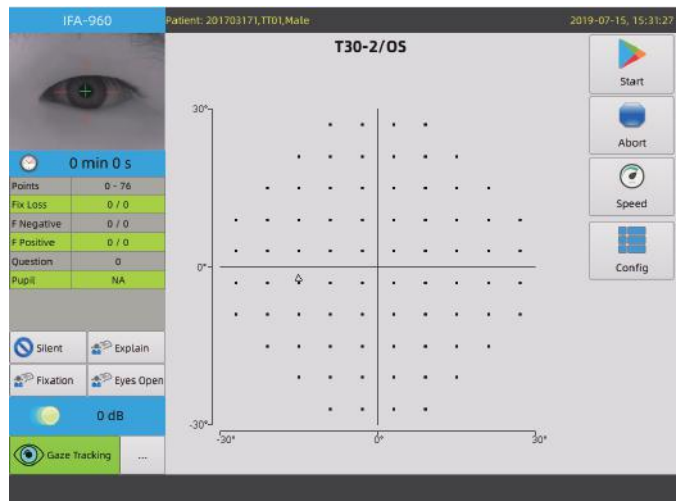 IFA-960
Patient: 201703171,TT01,Male
2019-07-15, 15:31:27
T30-2/OS
0 min 0 s
Points 0 - 76
Fix Loss 0 / 0
F Negative 0 / 0
F Positive 0 / 0
Question 0
Pupil NA
Silent
Explain
Fixation
Eyes Open
0 dB
Gaze Tracking
...
30°
0°
-30°
-30° 0° 30°
Start
Abort
Speed
Config